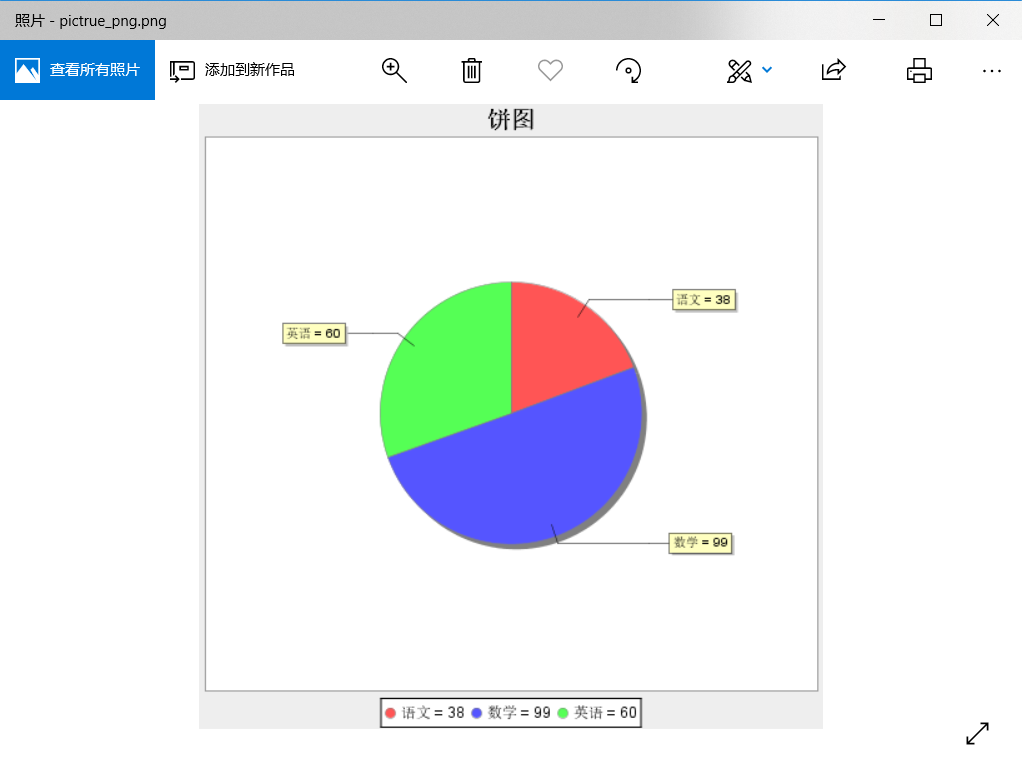 照片 - pictrue_png.png
查看所有照片 添加到新作品
饼图
语文 = 38
英语 = 60
数学 = 99
语文 = 38 数学 = 99 英语 = 60